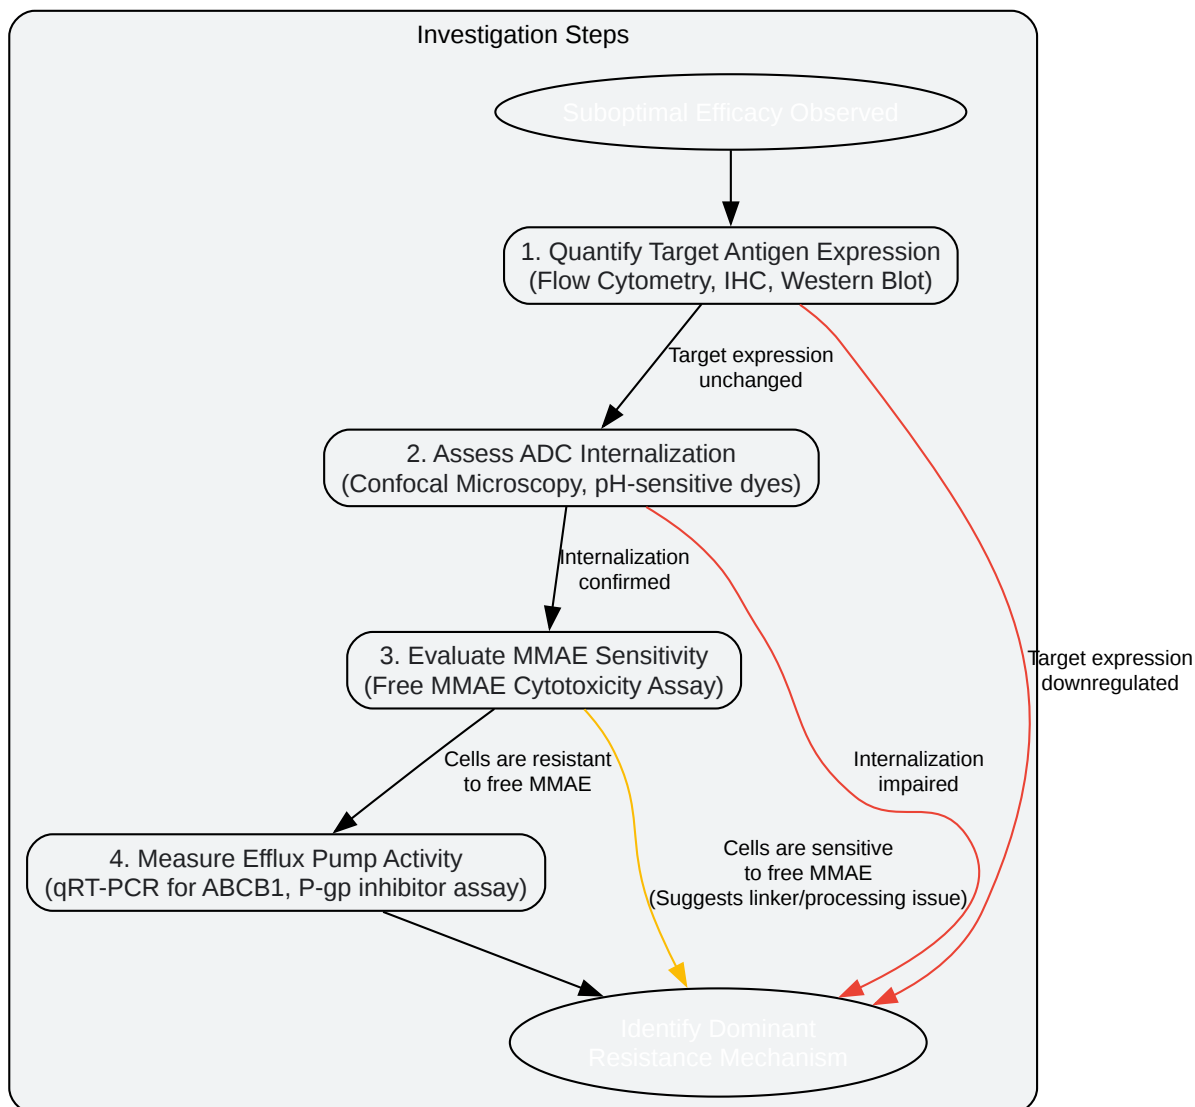 Investigation Steps
Suboptimal Efficacy Observed
1. Quantify Target Antigen Expression
(Flow Cytometry, IHC, Western Blot)
Target expression
unchanged
2. Assess ADC Internalization
(Confocal Microscopy, pH-sensitive dyes)
Internalization
confirmed
3. Evaluate MMAE Sensitivity
(Free MMAE Cytotoxicity Assay)
Target expression
downregulated
Cells are resistant
to free MMAE
Internalization
impaired
4. Measure Efflux Pump Activity
(qRT-PCR for ABCB1, P-gp inhibitor assay)
Cells are sensitive
to free MMAE
(Suggests linker/processing issue)
Identify Dominant
Resistance Mechanism